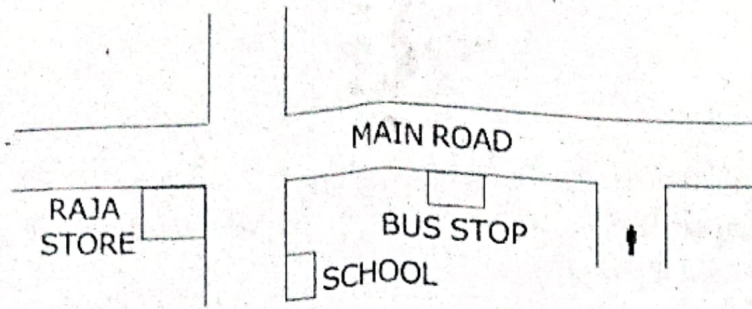 MAIN ROAD
RAJA
STORE
BUS STOP
SCHOOL